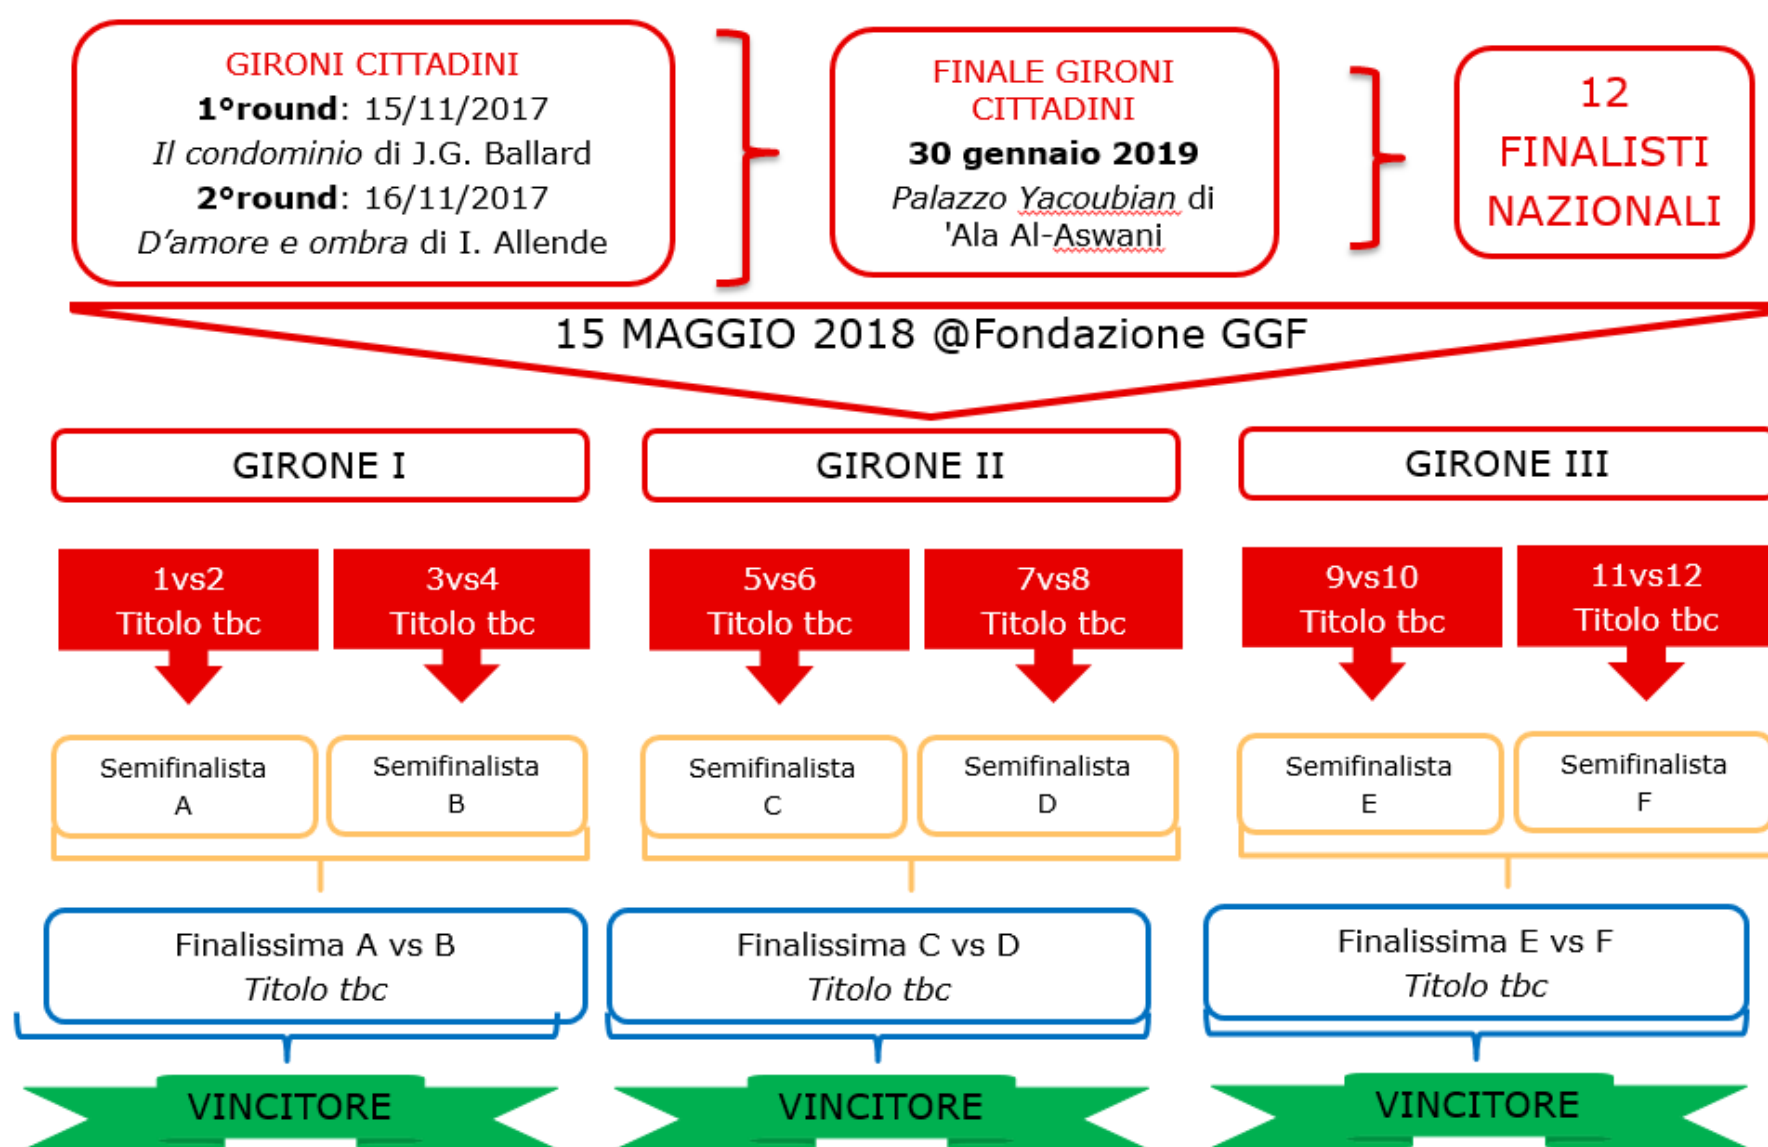 GIRONI CITTADINI
1°round: 15/11/2017
Il condominio di J.G. Ballard
2°round: 16/11/2017
D’amore e ombra di I. Allende
FINALE GIRONI
CITTADINI
30 gennaio 2019
Palazzo Yacoubian di
'Ala Al-Aswani
12
FINALISTI
NAZIONALI
15 MAGGIO 2018 @Fondazione GGF
GIRONE I
GIRONE II
GIRONE III
1vs2
Titolo tbc
3vs4
Titolo tbc
5vs6
Titolo tbc
7vs8
Titolo tbc
9vs10
Titolo tbc
11vs12
Titolo tbc
Semifinalista
A
Semifinalista
B
Semifinalista
C
Semifinalista
D
Semifinalista
E
Semifinalista
F
Finalissima A vs B
Titolo tbc
Finalissima C vs D
Titolo tbc
Finalissima E vs F
Titolo tbc
VINCITORE
VINCITORE
VINCITORE